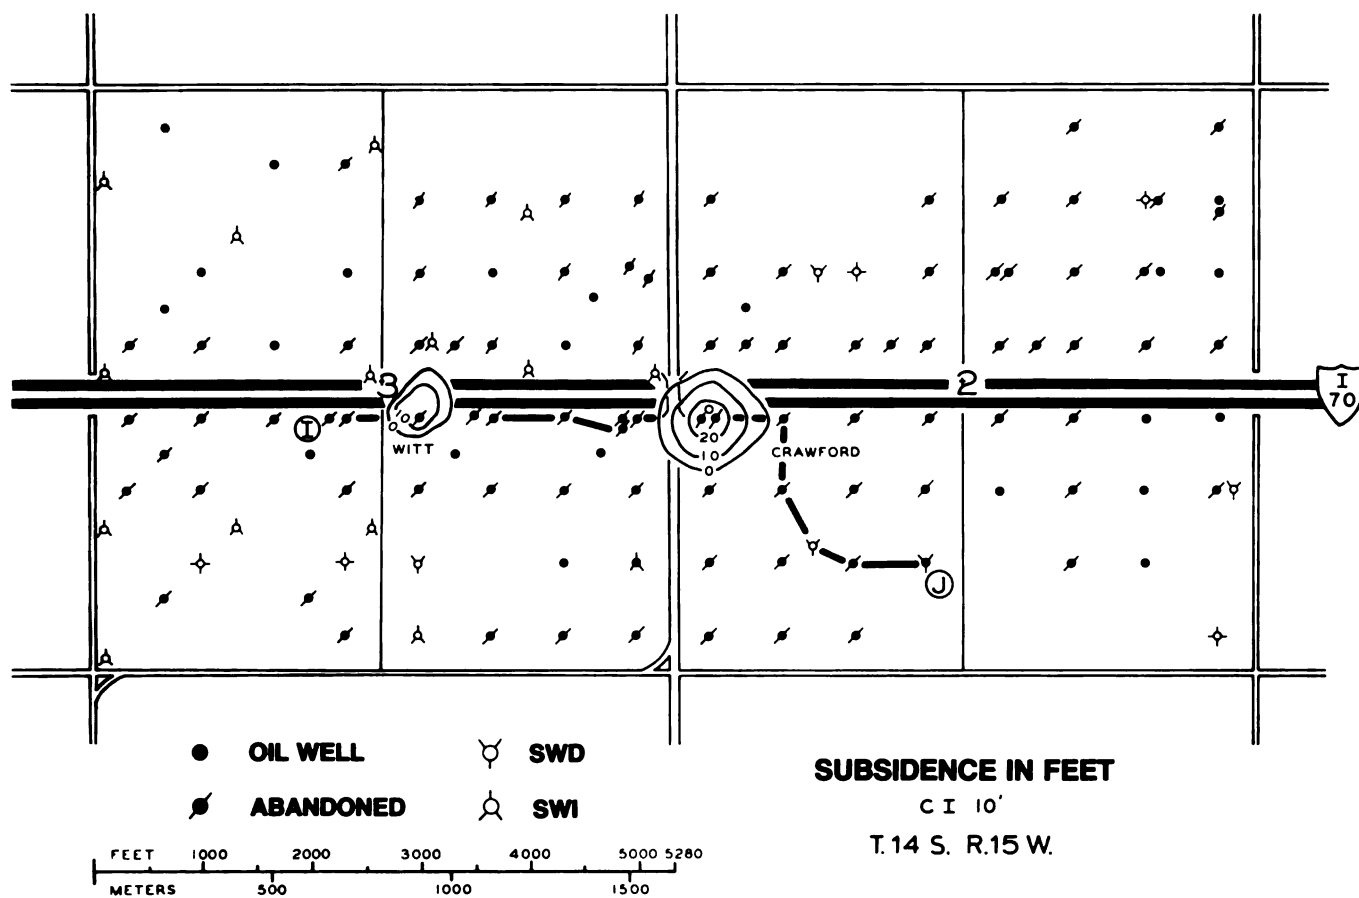 3
2
I
70
I
WITT
0
10
0
20
10
0
CRAWFORD
J
OIL WELL
SWD
ABANDONED
SWI
SUBSIDENCE IN FEET
C I 10'
T. 14 S. R. 15 W.
FEET 1000 2000 3000 4000 5000 5280
METERS 500 1000 1500